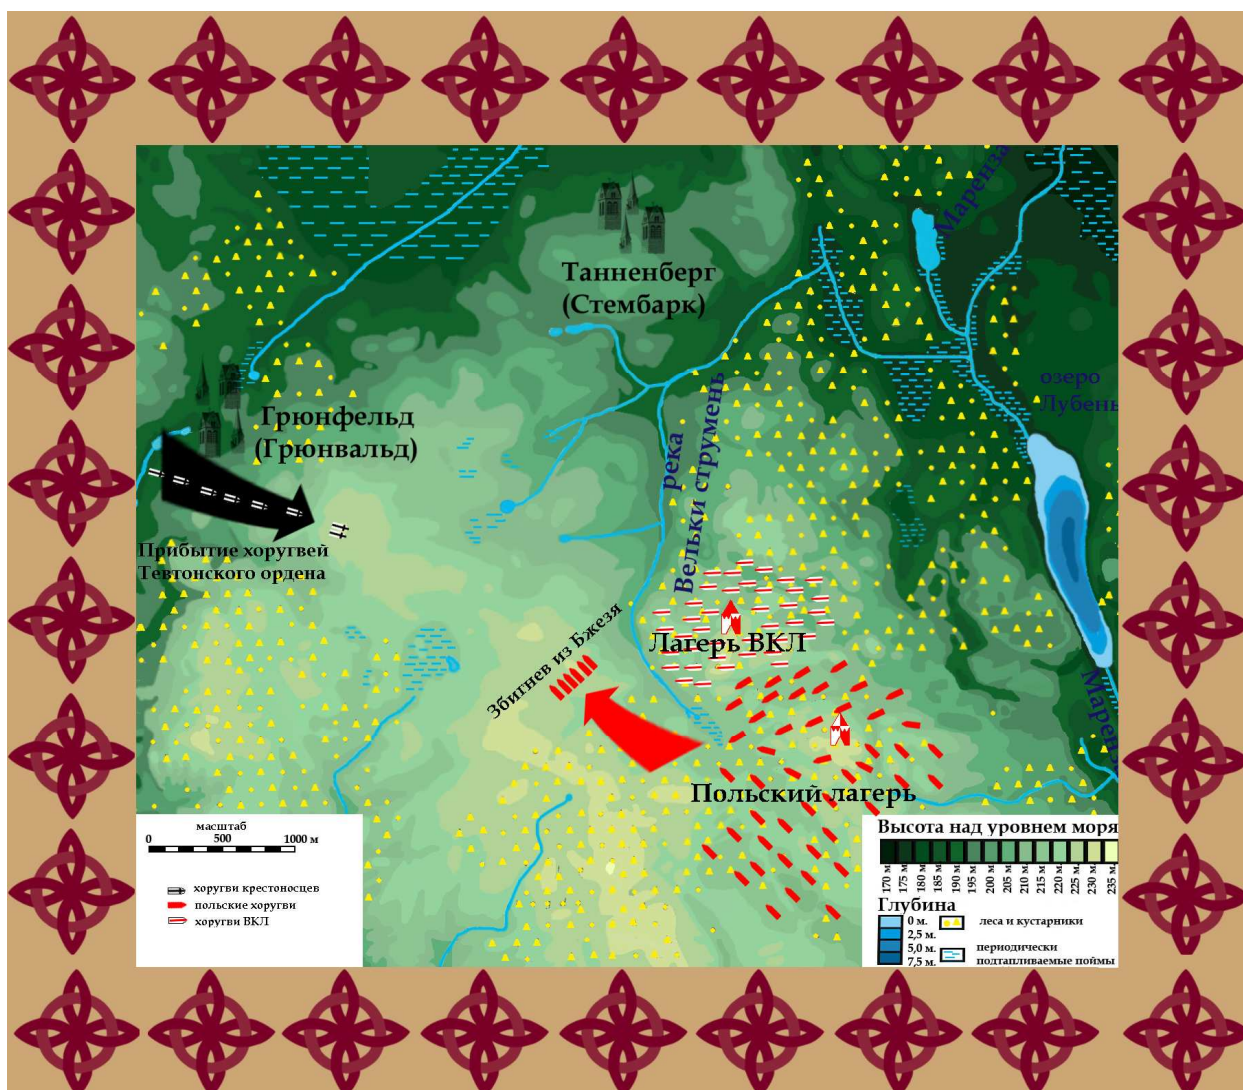 Маренза
Танненберг
(Стембарк)
озеро
Лубень
Грюнфельд
(Грюнвальд)
река
Вельки струмень
Прибытие хоругвей
Тевтонского ордена
Збигнев из Бжезя
Лагерь ВКЛ
Маренз
Польский лагерь
масштаб
0 500 1000 м
хоругви крестоносцев
польские хоругви
хоругви ВКЛ
Высота над уровнем моря
170 м 175 м 180 м 185 м 190 м 195 м 200 м 205 м 210 м 215 м 220 м 225 м 230 м 235 м
Глубина
0 м.
2,5 м.
5,0 м.
7,5 м.
леса и кустарники
периодически
подтапливаемые поймы